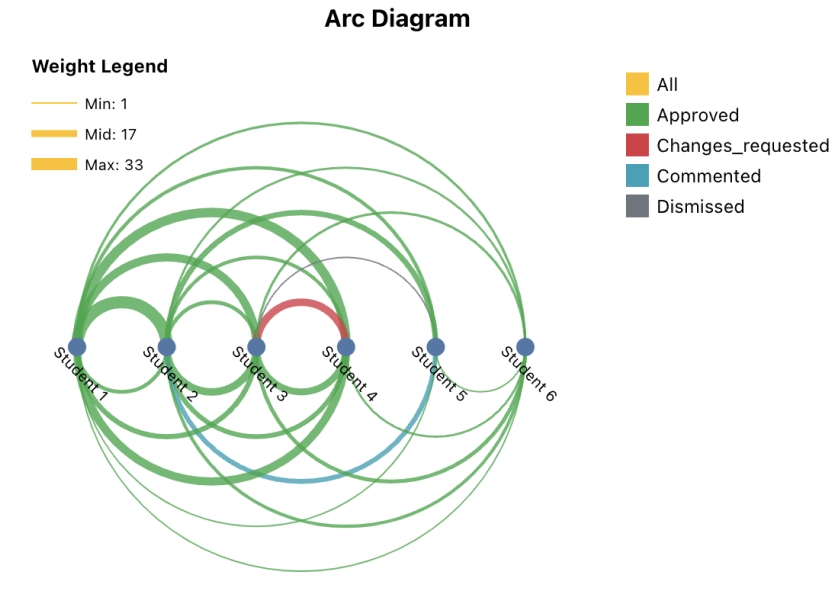 Arc Diagram
Weight Legend
Min: 1
Mid: 17
Max: 33
All
Approved
Changes_requested
Commented
Dismissed
Student 1
Student 2
Student 3
Student 4
Student 5
Student 6